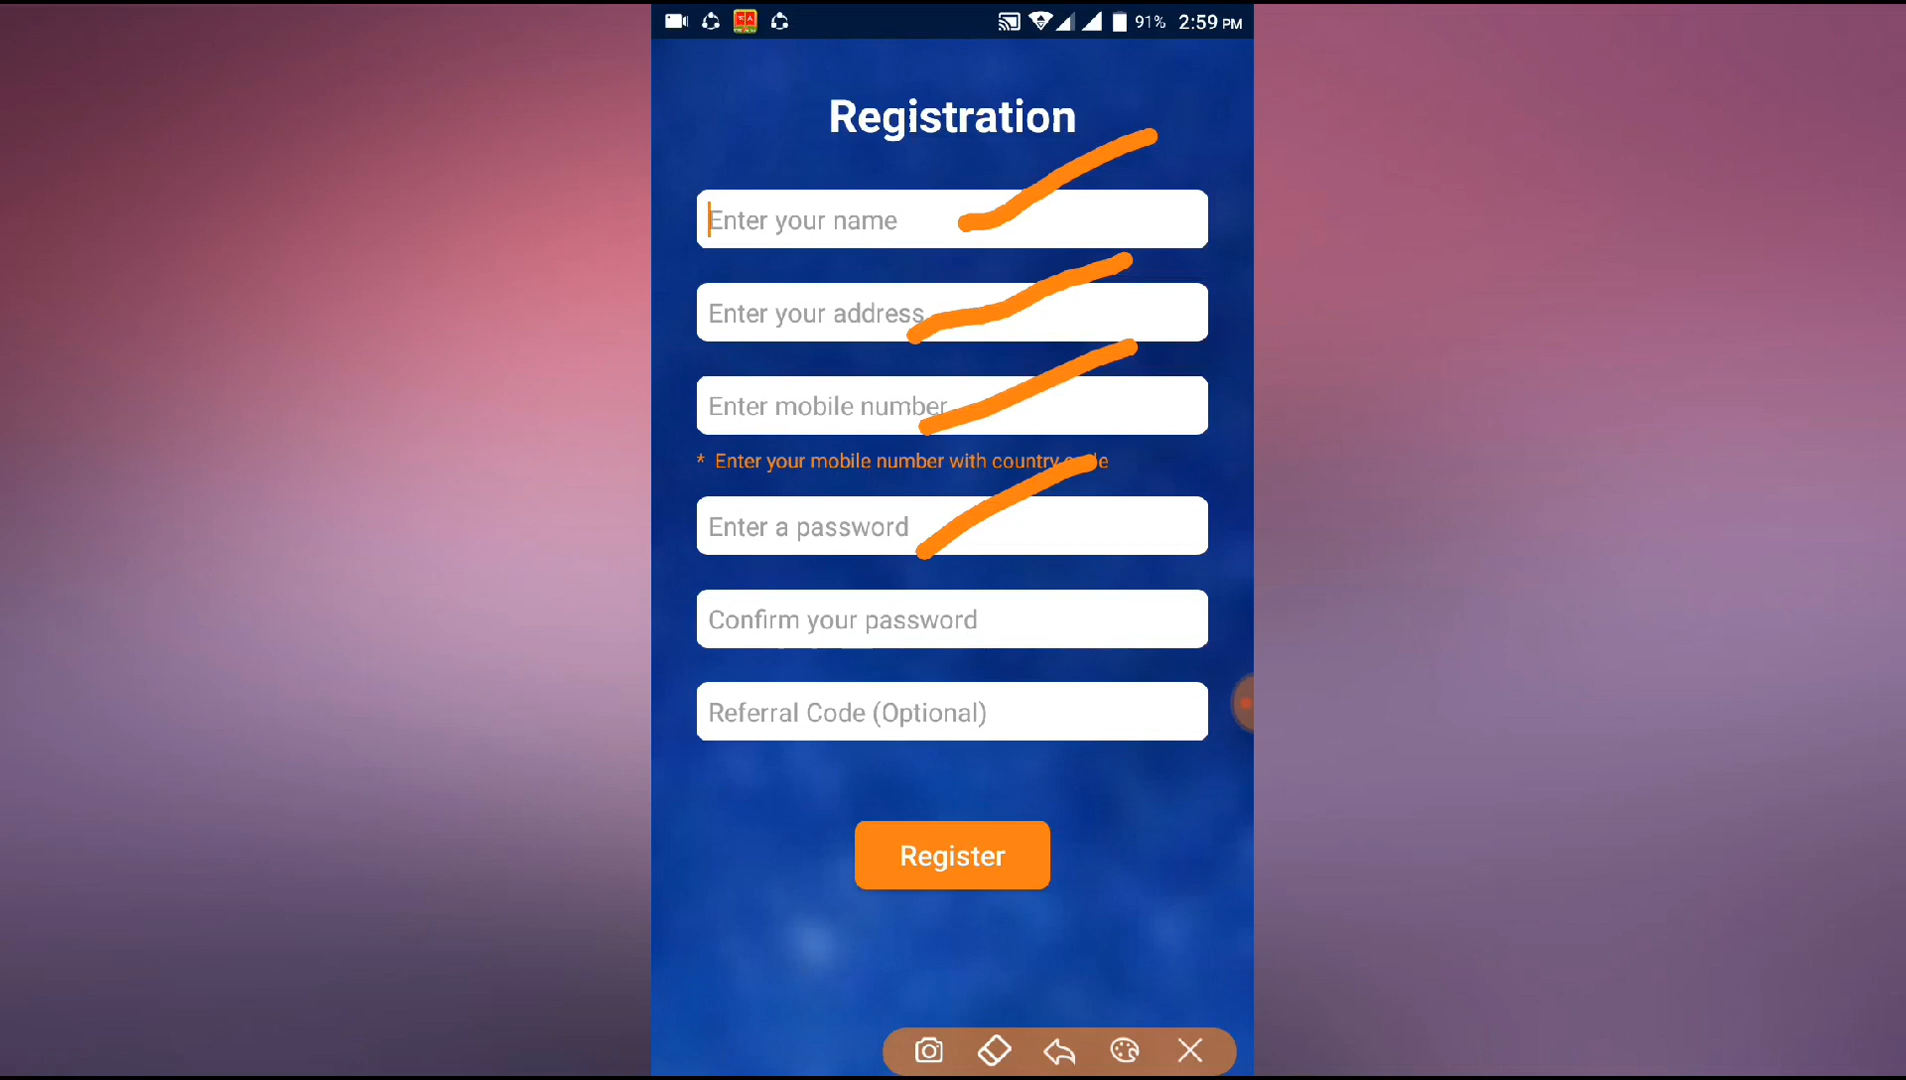 91% 2:59 PM
Registration
Enter your name
Enter your address
Enter mobile number
* Enter your mobile number with country
Enter a password
Confirm your password
Referral Code (Optional)
Register